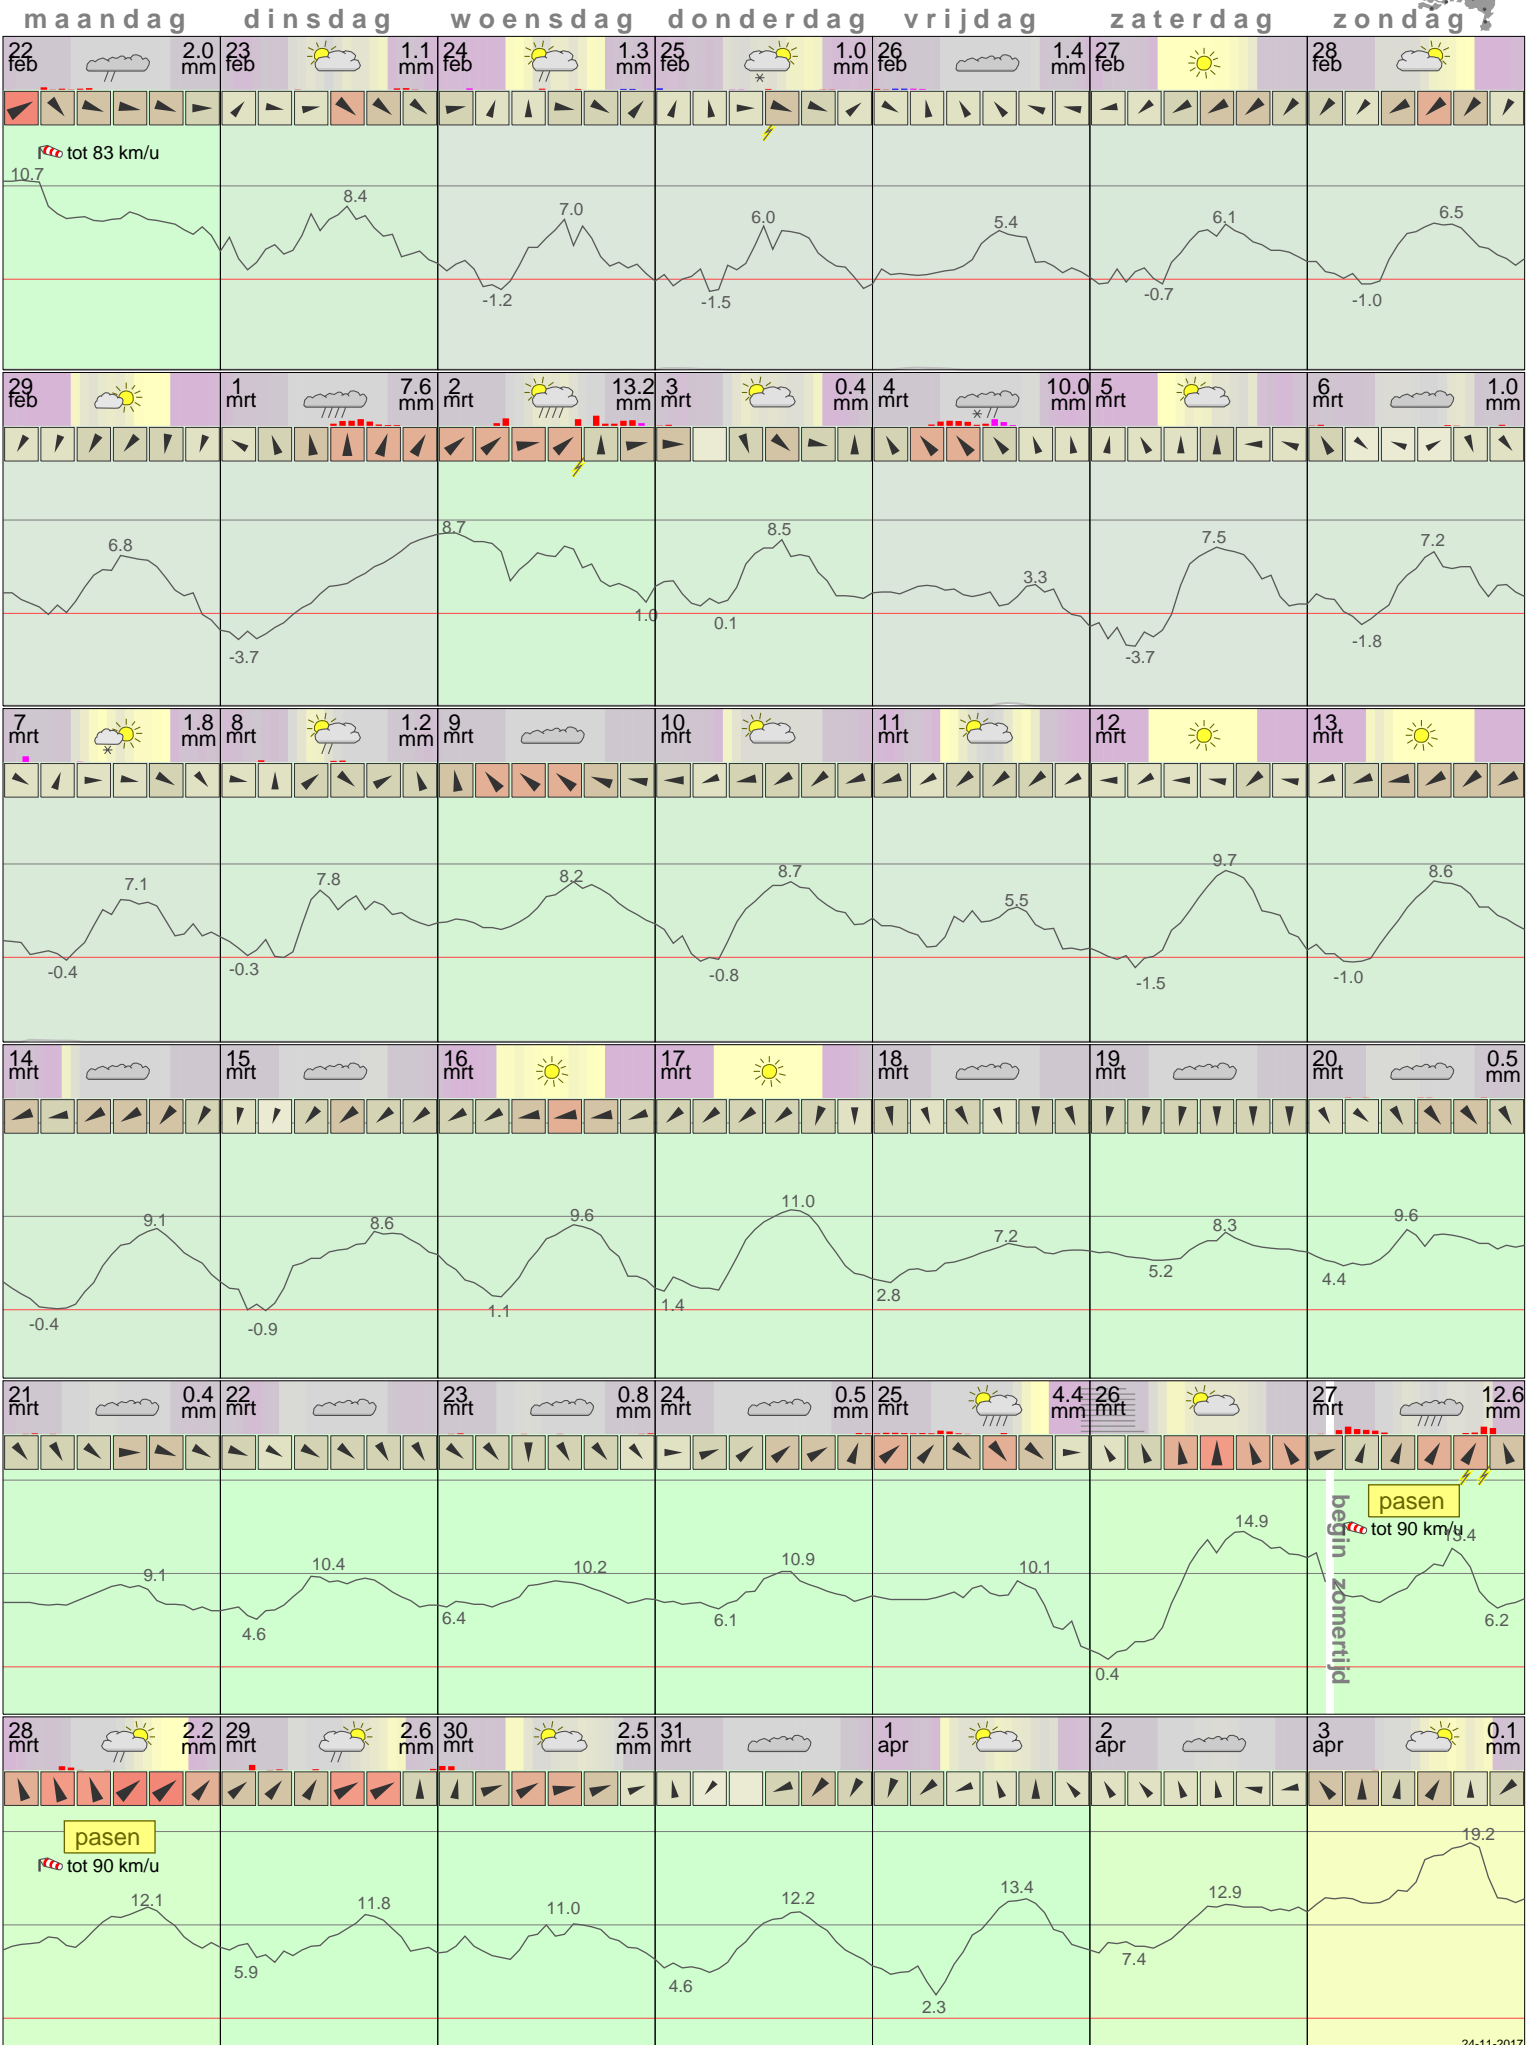 maandag dinsdag woensdag donderdag vrijdag zaterdag zondag
22 feb 2.0 mm
23 feb 1.1 mm
24 feb 1.3 mm
25 feb 1.0 mm
26 feb 1.4 mm
27 feb
28 feb
tot 83 km/u
10.7
8.4
7.0
-1.2
6.0
-1.5
5.4
6.1
-0.7
6.5
-1.0
29 feb
1 mrt 7.6 mm
2 mrt 13.2 mm
3 mrt 0.4 mm
4 mrt 10.0 mm
5 mrt
6 mrt 1.0 mm
6.8
-3.7
8.7
1.0
8.5
0.1
3.3
7.5
-3.7
7.2
-1.8
7 mrt 1.8 mm
8 mrt 1.2 mm
9 mrt
10 mrt
11 mrt
12 mrt
13 mrt
7.1
-0.4
7.8
-0.3
8.2
8.7
-0.8
5.5
9.7
-1.5
8.6
-1.0
14 mrt
15 mrt
16 mrt
17 mrt
18 mrt
19 mrt
20 mrt 0.5 mm
9.1
-0.4
8.6
-0.9
9.6
1.1
11.0
1.4
7.2
2.8
8.3
5.2
9.6
4.4
21 mrt 0.4 mm
22 mrt
23 mrt 0.8 mm
24 mrt 0.5 mm
25 mrt 4.4 mm
26 mrt
27 mrt 12.6 mm
9.1
10.4
4.6
10.2
6.4
10.9
6.1
10.1
14.9
0.4
begin zomertijd
pasen
tot 90 km/u
13.4
6.2
28 mrt 2.2 mm
29 mrt 2.6 mm
30 mrt 2.5 mm
31 mrt
1 apr
2 apr
3 apr 0.1 mm
pasen
tot 90 km/u
12.1
11.8
5.9
11.0
12.2
4.6
13.4
2.3
12.9
7.4
19.2
24-11-2017